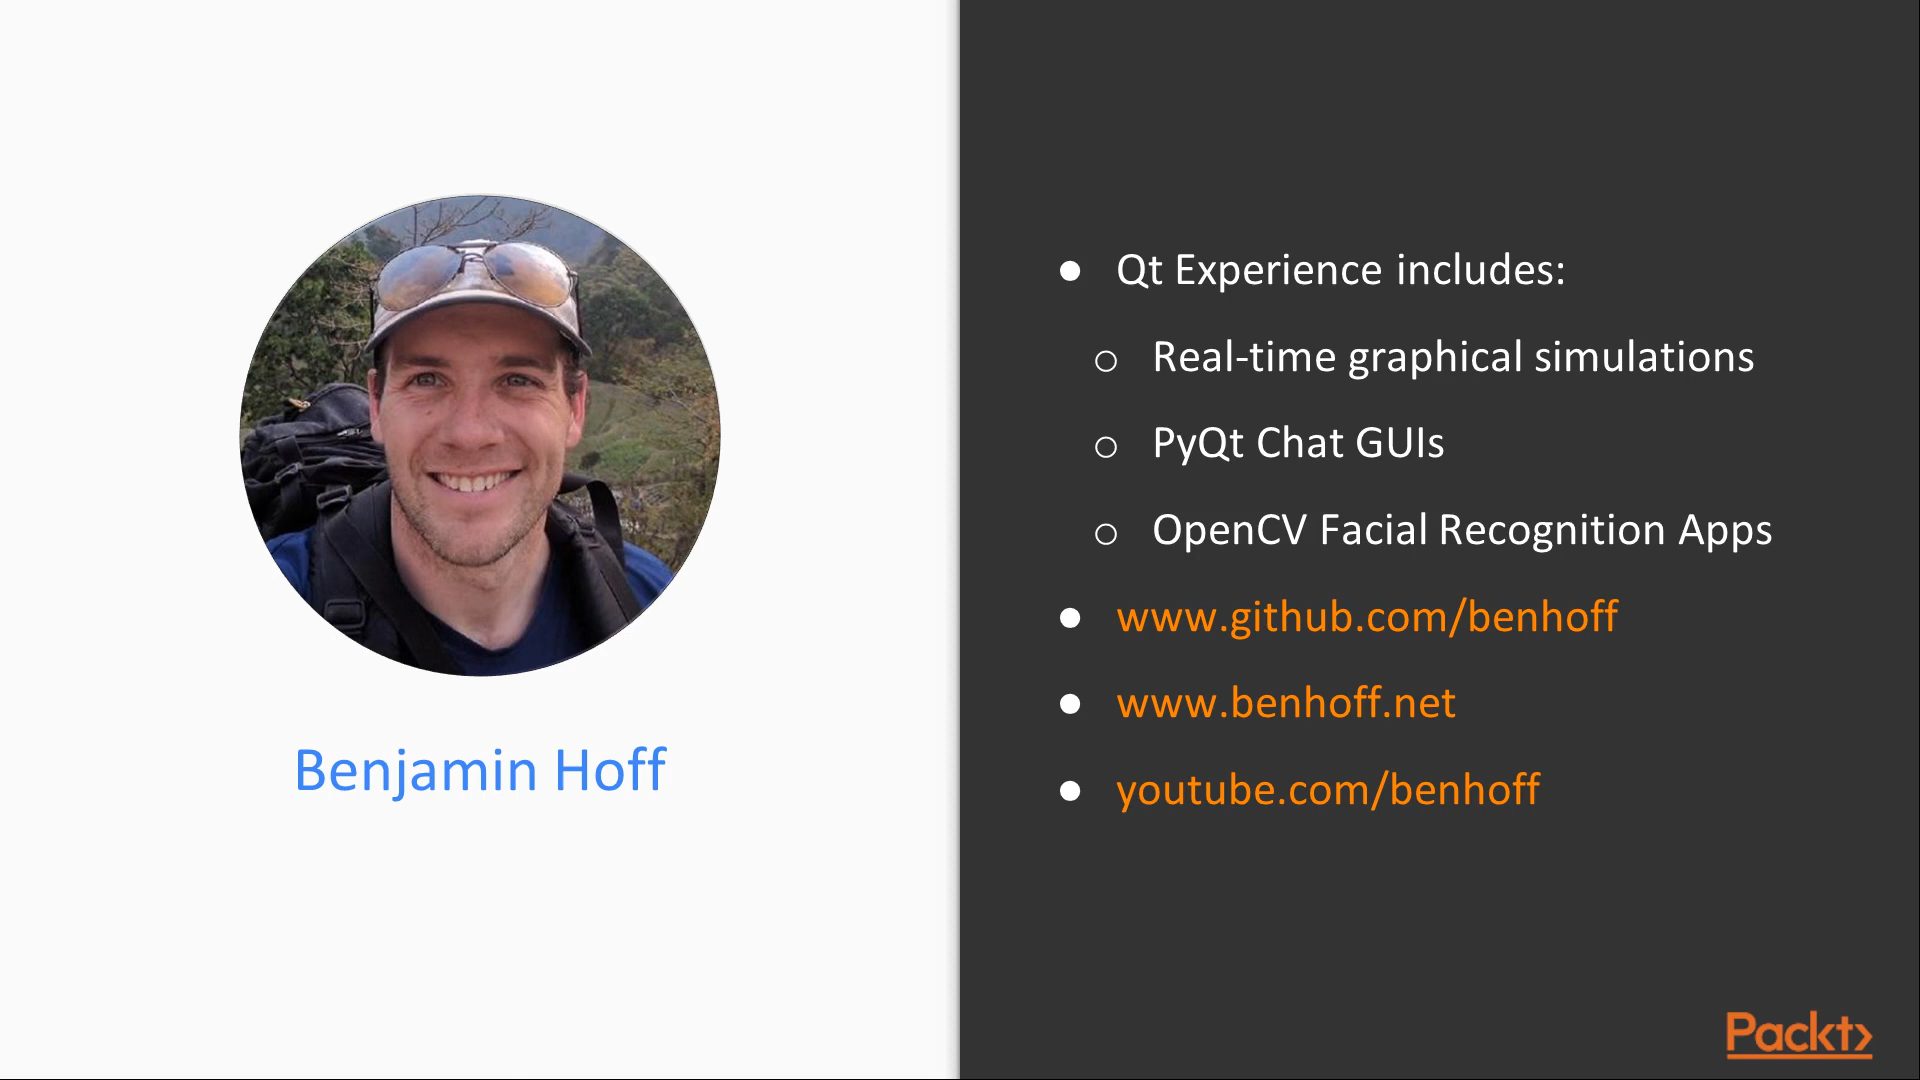 Benjamin Hoff
Qt Experience includes:
Real-time graphical simulations
PyQt Chat GUIs
OpenCV Facial Recognition Apps
www.github.com/benhoff
www.benhoff.net
youtube.com/benhoff
Packt